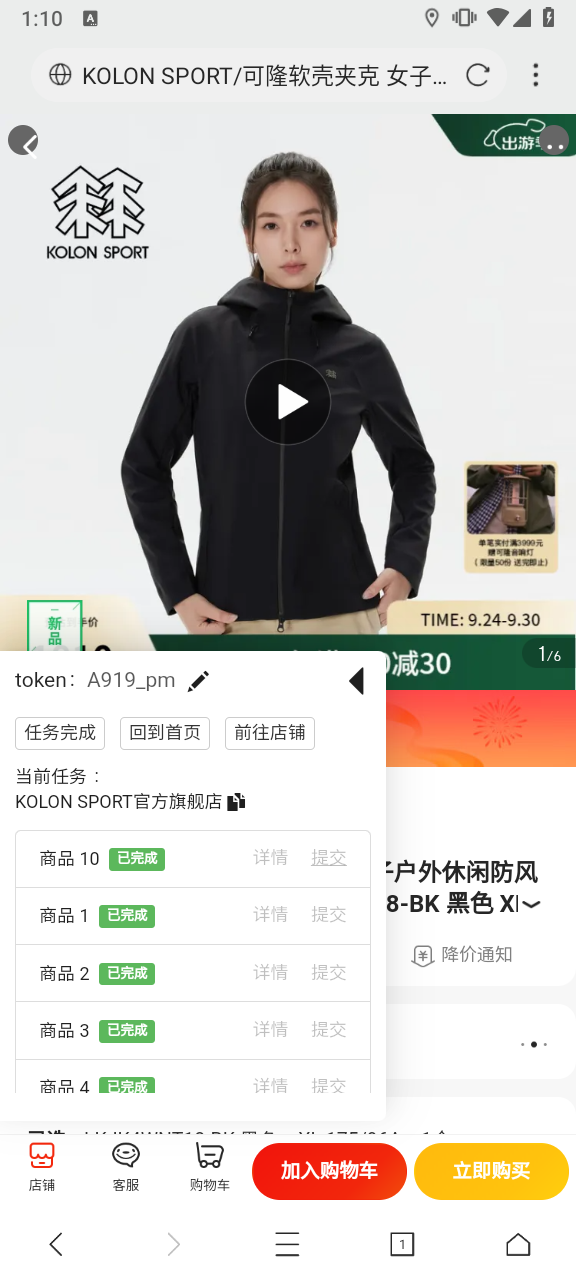 1:10
A
KOLON SPORT/可隆软壳夹克 女子...
出游
KOLON SPORT
单笔实付满3999元
赠可隆音响灯
(限量50份 送完即止)
新品
手价
TIME: 9.24-9.30
减30
1/6
token: A919_pm
任务完成 回到首页 前往店铺
当前任务：
KOLON SPORT官方旗舰店
商品 10 已完成 详情 提交
商品 1 已完成 详情 提交
商品 2 已完成 详情 提交
商品 3 已完成 详情 提交
商品 4 已完成 详情 提交
子户外休闲防风
8-BK 黑色 X
降价通知
店铺 客服 购物车 加入购物车 立即购买
1